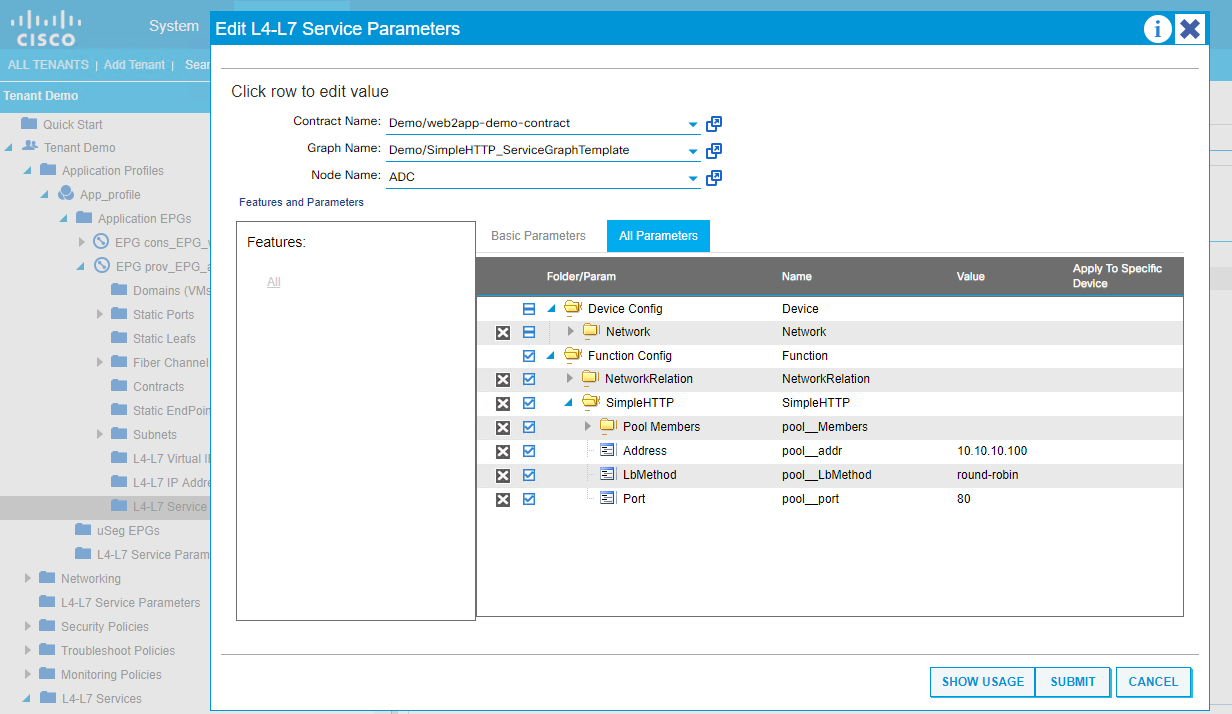 CISCO
System
ALL TENANTS | Add Tenant | Sear
Tenant Demo
Quick Start
Tenant Demo
Application Profiles
App_profile
Application EPGs
EPG cons_EPG_w
EPG prov_EPG_a
Domains (VMs
Static Ports
Static Leafs
Fiber Channel
Contracts
Static EndPoin
Subnets
L4-L7 Virtual I
L4-L7 IP Addre
L4-L7 Service
uSeg EPGs
L4-L7 Service Param
Networking
L4-L7 Service Parameters
Security Policies
Troubleshoot Policies
Monitoring Policies
L4-L7 Services
Edit L4-L7 Service Parameters
Click row to edit value
Contract Name: Demo/web2app-demo-contract
Graph Name: Demo/SimpleHTTP_ServiceGraphTemplate
Node Name: ADC
Features and Parameters
Features:
All
Basic Parameters All Parameters
Folder/Param Name Value Apply To Specific Device
Device Config Device
Network Network
Function Config Function
NetworkRelation NetworkRelation
SimpleHTTP SimpleHTTP
Pool Members pool__Members
Address pool__addr 10.10.10.100
LbMethod pool__LbMethod round-robin
Port pool__port 80
SHOW USAGE SUBMIT CANCEL